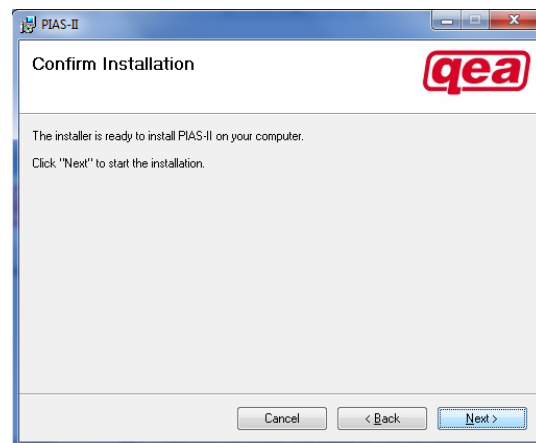 PIAS-II
Confirm Installation
qea
The installer is ready to install PIAS-II on your computer.
Click "Next" to start the installation.
Cancel
< Back
Next >